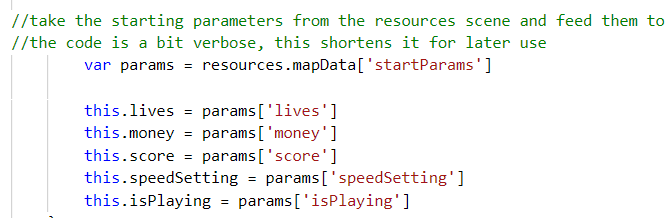 //take the starting parameters from the resources scene and feed them to
//the code is a bit verbose, this shortens it for later use
var params = resources.mapData['startParams']
this.lives = params['lives']
this.money = params['money']
this.score = params['score']
this.speedSetting = params['speedSetting']
this.isPlaying = params['isPlaying']